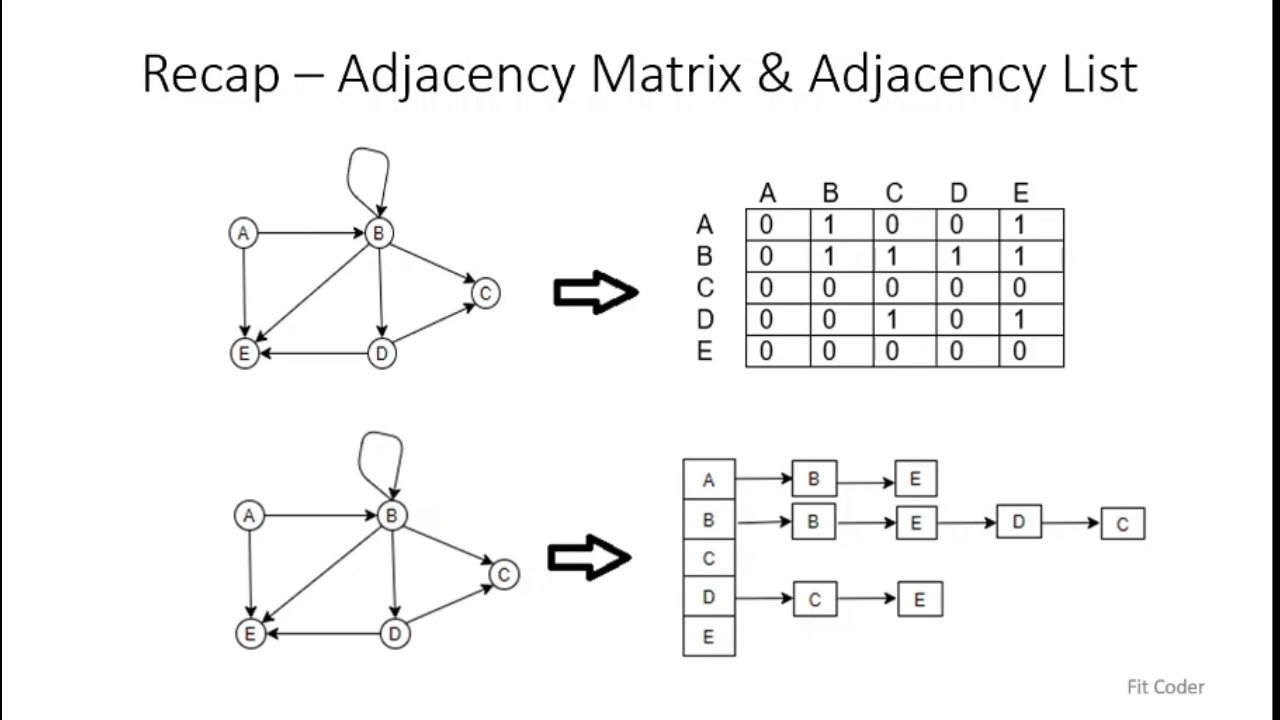 Recap – Adjacency Matrix & Adjacency List
A B C D E
A B C D E
A 0 1 0 0 1
B 0 1 1 1 1
C 0 0 0 0 0
D 0 0 1 0 1
E 0 0 0 0 0
A B C D E
A B E
B B E D C
C
D C E
E
Fit Coder